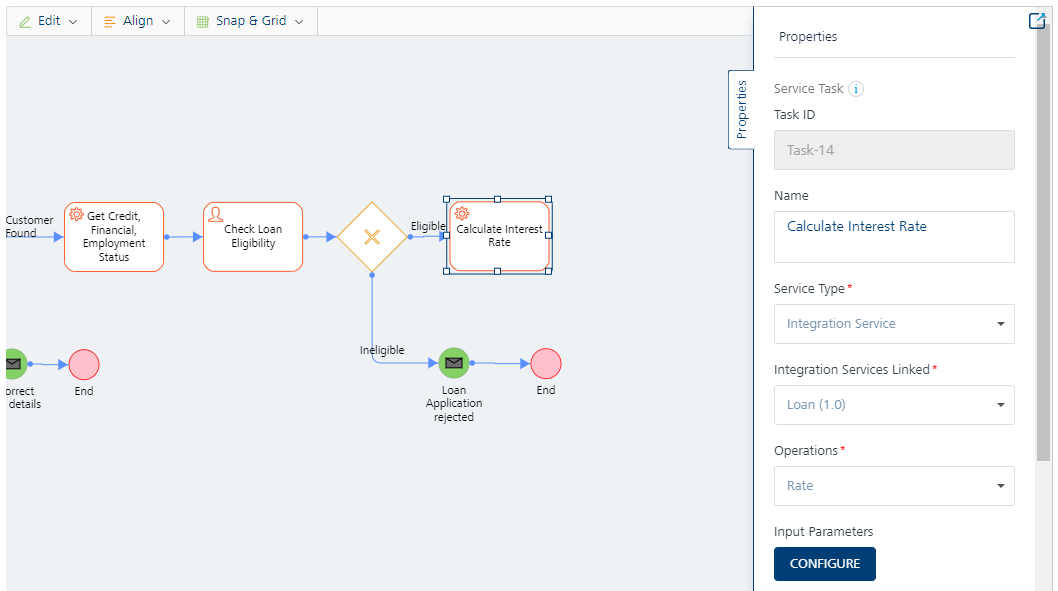 Edit
Align
Snap & Grid
Customer
Found
Get Credit,
Financial,
Employment
Status
Check Loan
Eligibility
Eligible
Calculate Interest
Rate
Ineligible
orrect
details
End
Loan
Application
rejected
End
Properties
Properties
Service Task
Task ID
Task-14
Name
Calculate Interest Rate
Service Type*
Integration Service
Integration Services Linked*
Loan (1.0)
Operations*
Rate
Input Parameters
CONFIGURE